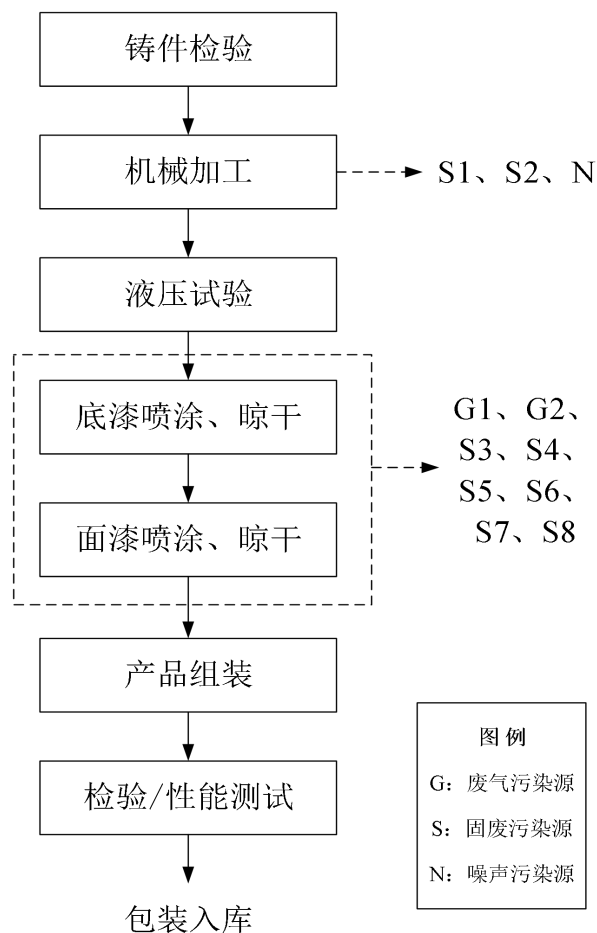 铸件检验
机械加工
S1、S2、N
液压试验
底漆喷涂、晾干
面漆喷涂、晾干
G1、G2、
S3、S4、
S5、S6、
S7、S8
产品组装
检验/性能测试
包装入库
图例
G：废气污染源
S：固废污染源
N：噪声污染源